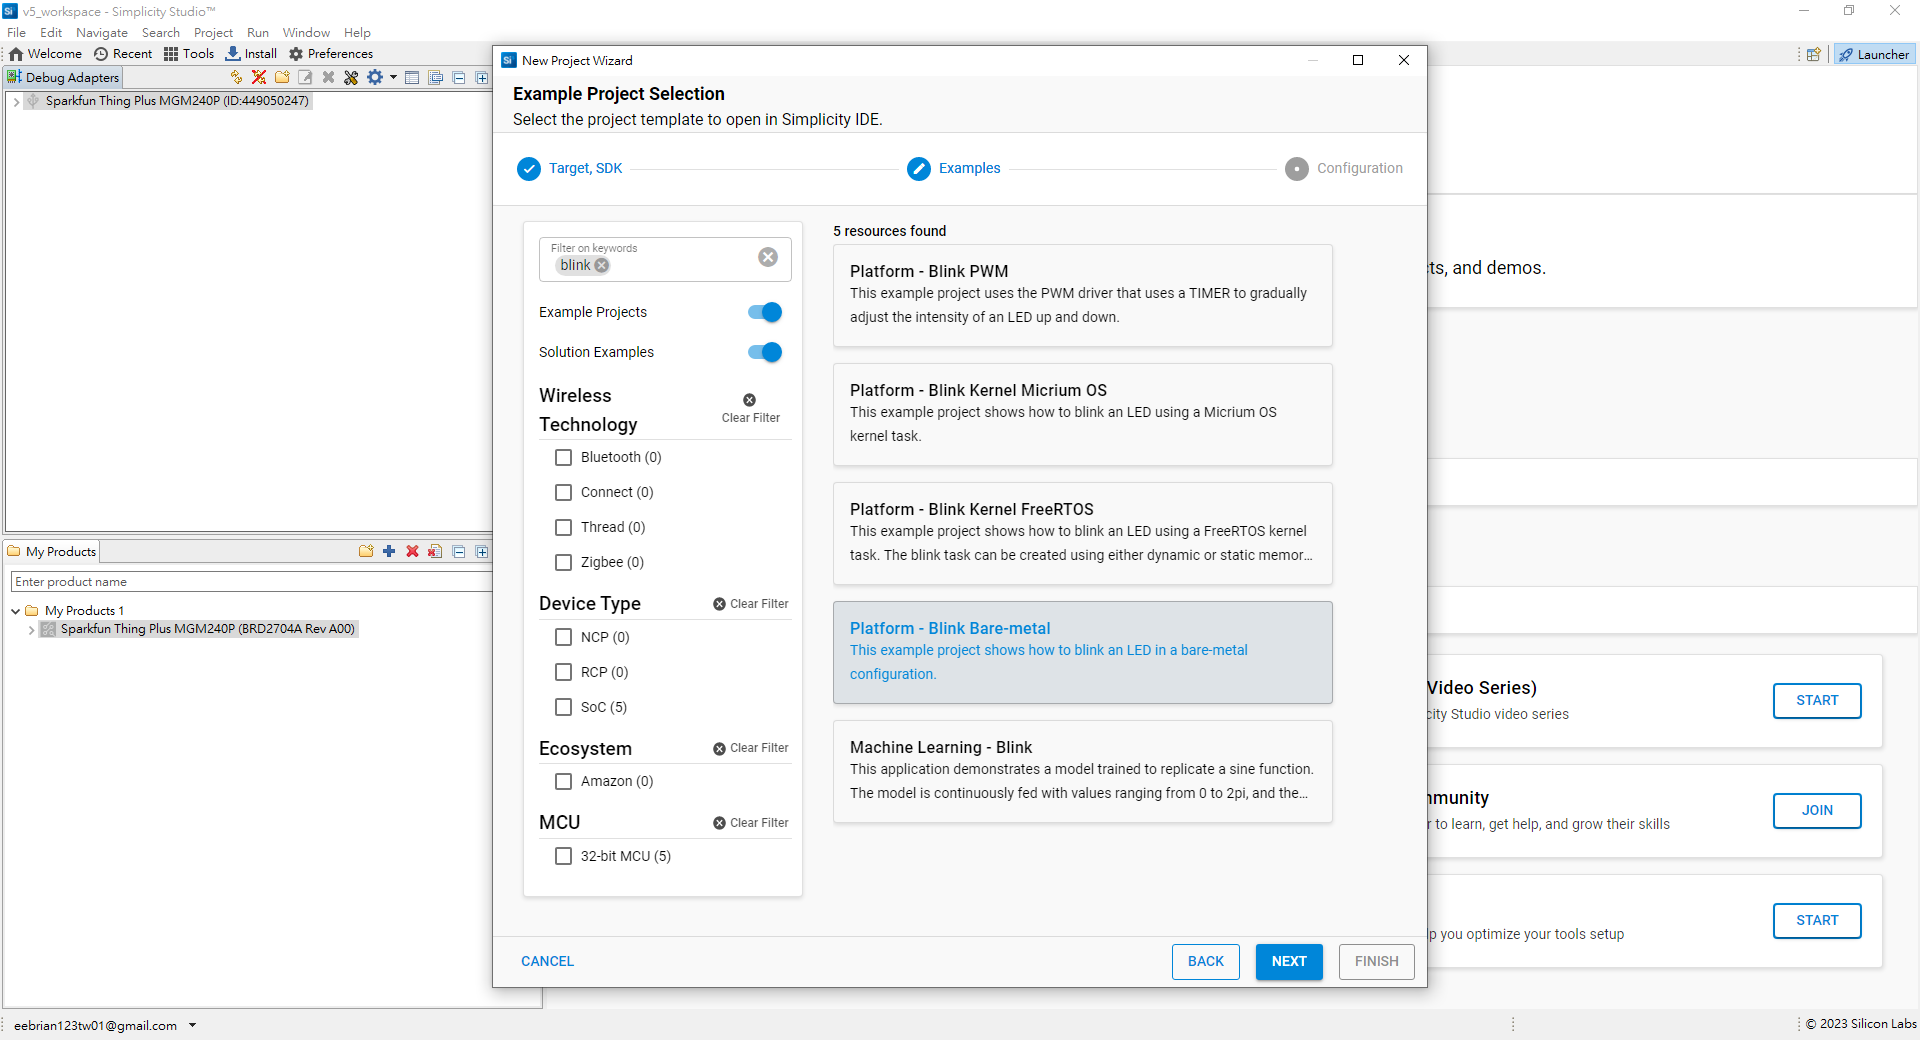 v5_workspace - Simplicity Studio™
File Edit Navigate Search Project Run Window Help
Welcome Recent Tools Install Preferences
Launcher
Debug Adapters
Sparkfun Thing Plus MGM240P (ID:449050247)
My Products
Enter product name
My Products 1
Sparkfun Thing Plus MGM240P (BRD2704A Rev A00)
New Project Wizard
Example Project Selection
Select the project template to open in Simplicity IDE.
Target, SDK
Examples
Configuration
Filter on keywords
blink
Example Projects
Solution Examples
Wireless
Technology
Clear Filter
Bluetooth (0)
Connect (0)
Thread (0)
Zigbee (0)
Device Type
Clear Filter
NCP (0)
RCP (0)
SoC (5)
Ecosystem
Clear Filter
Amazon (0)
MCU
Clear Filter
32-bit MCU (5)
5 resources found
Platform - Blink PWM
This example project uses the PWM driver that uses a TIMER to gradually
adjust the intensity of an LED up and down.
Platform - Blink Kernel Micrium OS
This example project shows how to blink an LED using a Micrium OS
kernel task.
Platform - Blink Kernel FreeRTOS
This example project shows how to blink an LED using a FreeRTOS kernel
task. The blink task can be created using either dynamic or static memor...
Platform - Blink Bare-metal
This example project shows how to blink an LED in a bare-metal
configuration.
Machine Learning - Blink
This application demonstrates a model trained to replicate a sine function.
The model is continuously fed with values ranging from 0 to 2pi, and the...
CANCEL
BACK
NEXT
FINISH
cts, and demos.
Video Series)
city Studio video series
START
mmunity
r to learn, get help, and grow their skills
JOIN
lp you optimize your tools setup
START
eebrian123tw01@gmail.com
© 2023 Silicon Labs